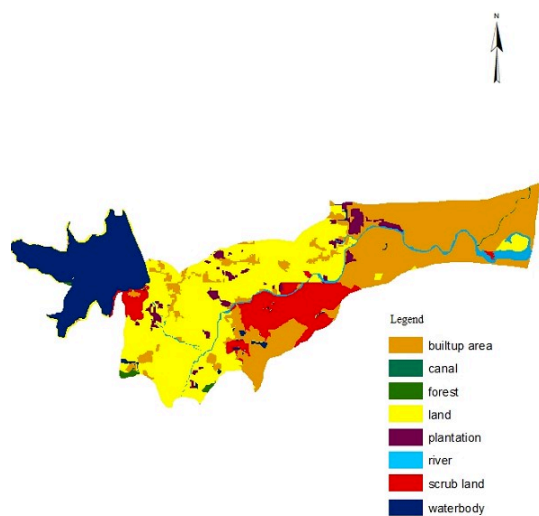 N
Legend
builtup area
canal
forest
land
plantation
river
scrub land
waterbody